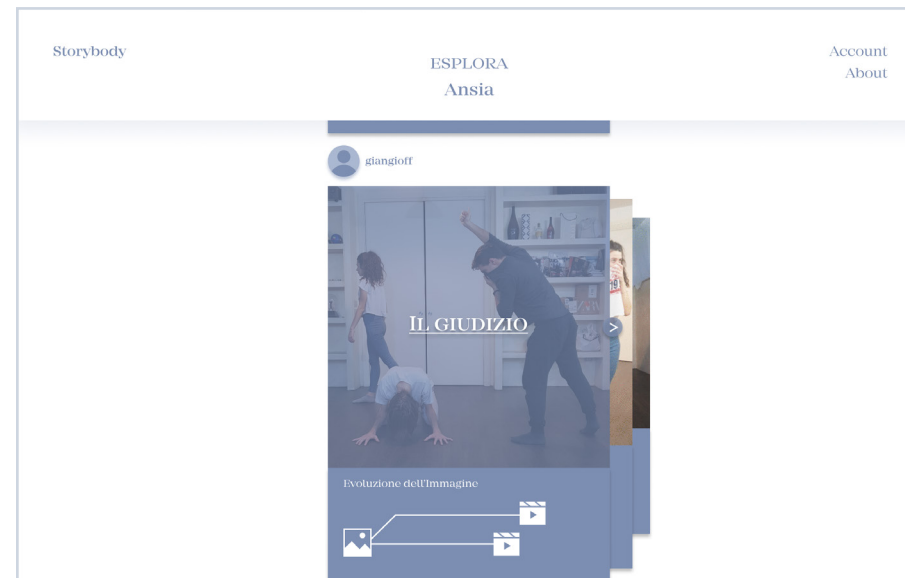 Storybody
ESPLORA
Ansia
Account
About
giangioff
IL GIUDIZIO
>
Evoluzione dell'Immagine